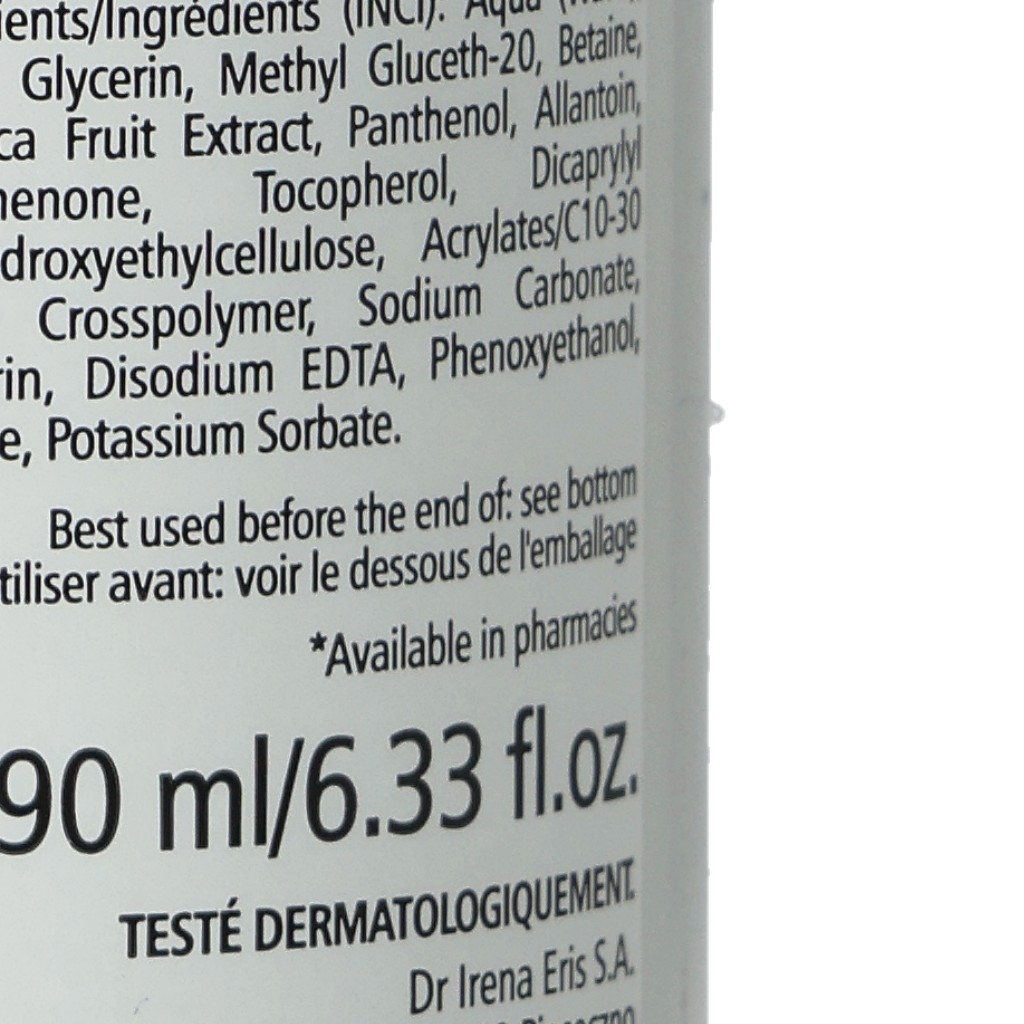 ients/Ingrédients (INCI): Aqua
Glycerin, Methyl Gluceth-20, Betaine,
ca Fruit Extract, Panthenol, Allantoin,
henone, Tocopherol, Dicaprylyl
droxyethylcellulose, Acrylates/C10-30
Crosspolymer, Sodium Carbonate,
rin, Disodium EDTA, Phenoxyethanol,
e, Potassium Sorbate.
Best used before the end of: see bottom
tiliser avant: voir le dessous de l'emballage
*Available in pharmacies
90 ml/6.33 fl.oz.
TESTÉ DERMATOLOGIQUEMENT.
Dr Irena Eris S.A.